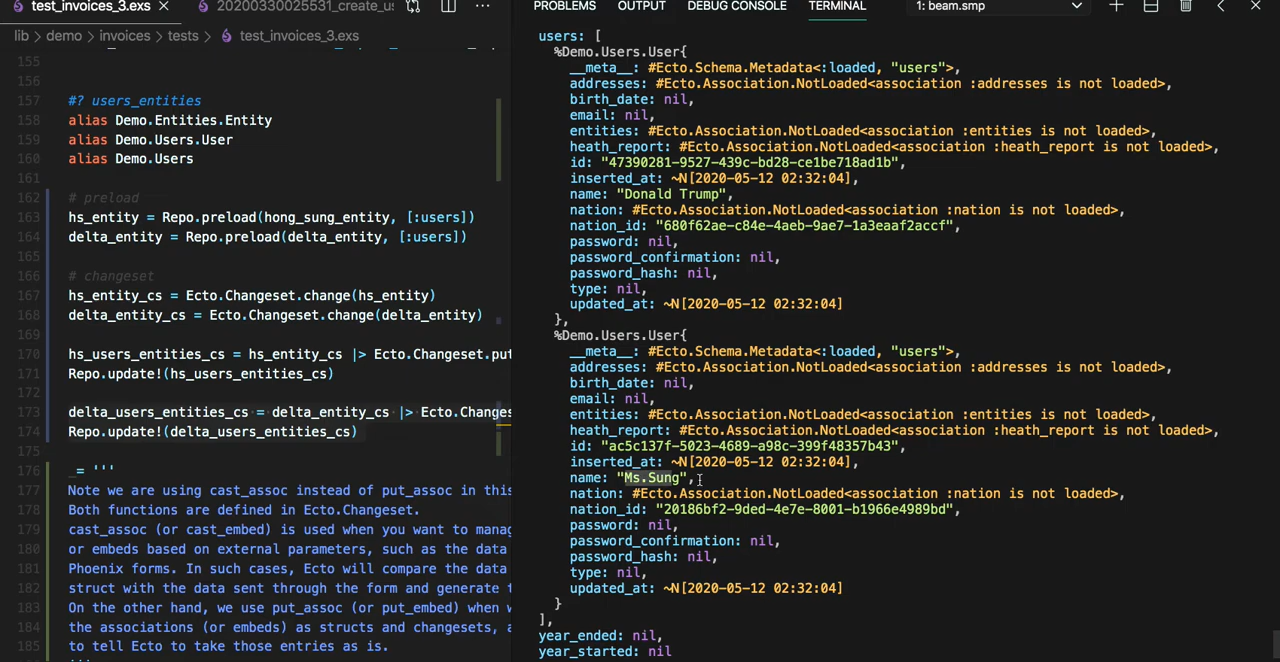 test_invoices_3.exs
20200330025531_create_us
lib > demo > invoices > tests > test_invoices_3.exs
155
156
157 #? users_entities
158 alias Demo.Entities.Entity
159 alias Demo.Users.User
160 alias Demo.Users
161
162 # preload
163 hs_entity = Repo.preload(hong_sung_entity, [:users])
164 delta_entity = Repo.preload(delta_entity, [:users])
165
166 # changeset
167 hs_entity_cs = Ecto.Changeset.change(hs_entity)
168 delta_entity_cs = Ecto.Changeset.change(delta_entity)
169
170 hs_users_entities_cs = hs_entity_cs |> Ecto.Changeset.put
171 Repo.update!(hs_users_entities_cs)
172
173 delta_users_entities_cs = delta_entity_cs |> Ecto.Changes
174 Repo.update!(delta_users_entities_cs)
175
176 _= '''
177 Note we are using cast_assoc instead of put_assoc in this
178 Both functions are defined in Ecto.Changeset.
179 cast_assoc (or cast_embed) is used when you want to manag
180 or embeds based on external parameters, such as the data
181 Phoenix forms. In such cases, Ecto will compare the data
182 struct with the data sent through the form and generate
183 On the other hand, we use put_assoc (or put_embed) when
184 the associations (or embeds) as structs and changesets, a
185 to tell Ecto to take those entries as is.
PROBLEMS OUTPUT DEBUG CONSOLE TERMINAL 1: beam.smp
users: [
%Demo.Users.User{
__meta__: #Ecto.Schema.Metadata<:loaded, "users">,
addresses: #Ecto.Association.NotLoaded<association :addresses is not loaded>,
birth_date: nil,
email: nil,
entities: #Ecto.Association.NotLoaded<association :entities is not loaded>,
heath_report: #Ecto.Association.NotLoaded<association :heath_report is not loaded>,
id: "47390281-9527-439c-bd28-ce1be718ad1b",
inserted_at: ~N[2020-05-12 02:32:04],
name: "Donald Trump",
nation: #Ecto.Association.NotLoaded<association :nation is not loaded>,
nation_id: "680f62ae-c84e-4aeb-9ae7-1a3eaaf2accf",
password: nil,
password_confirmation: nil,
password_hash: nil,
type: nil,
updated_at: ~N[2020-05-12 02:32:04]
},
%Demo.Users.User{
__meta__: #Ecto.Schema.Metadata<:loaded, "users">,
addresses: #Ecto.Association.NotLoaded<association :addresses is not loaded>,
birth_date: nil,
email: nil,
entities: #Ecto.Association.NotLoaded<association :entities is not loaded>,
heath_report: #Ecto.Association.NotLoaded<association :heath_report is not loaded>,
id: "ac5c137f-5023-4689-a98c-399f48357b43",
inserted_at: ~N[2020-05-12 02:32:04],
name: "Ms.Sung",
nation: #Ecto.Association.NotLoaded<association :nation is not loaded>,
nation_id: "20186bf2-9ded-4e7e-8001-b1966e4989bd",
password: nil,
password_confirmation: nil,
password_hash: nil,
type: nil,
updated_at: ~N[2020-05-12 02:32:04]
}
],
year_ended: nil,
year_started: nil